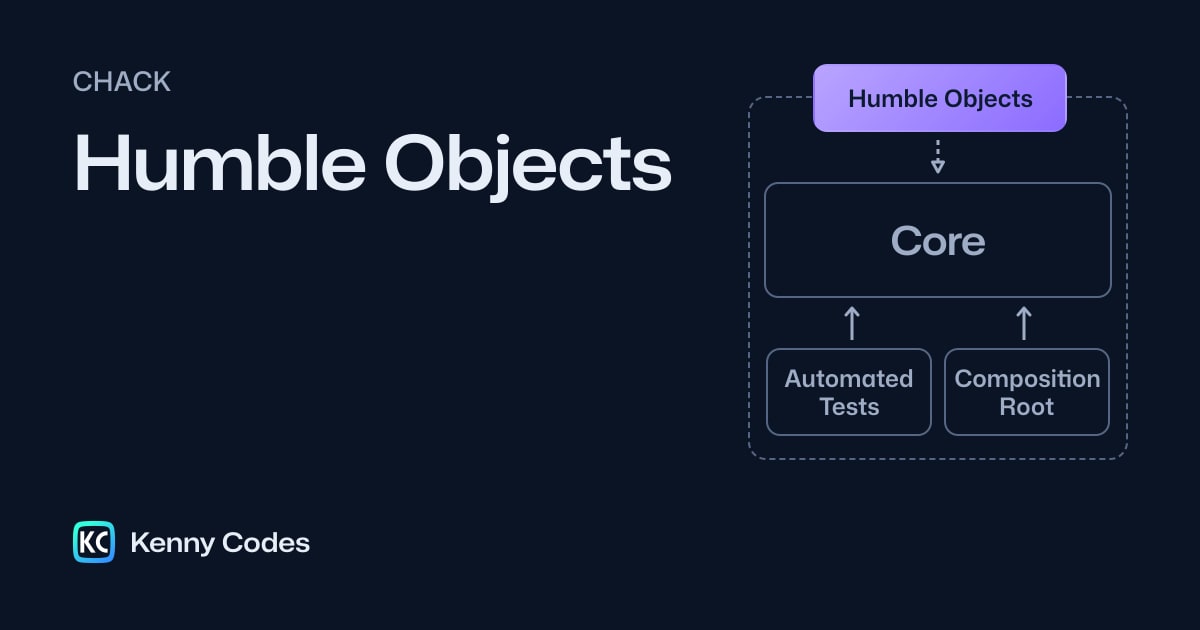 CHACK
Humble Objects
Humble Objects
Core
Automated
Tests
Composition
Root
KC
Kenny Codes